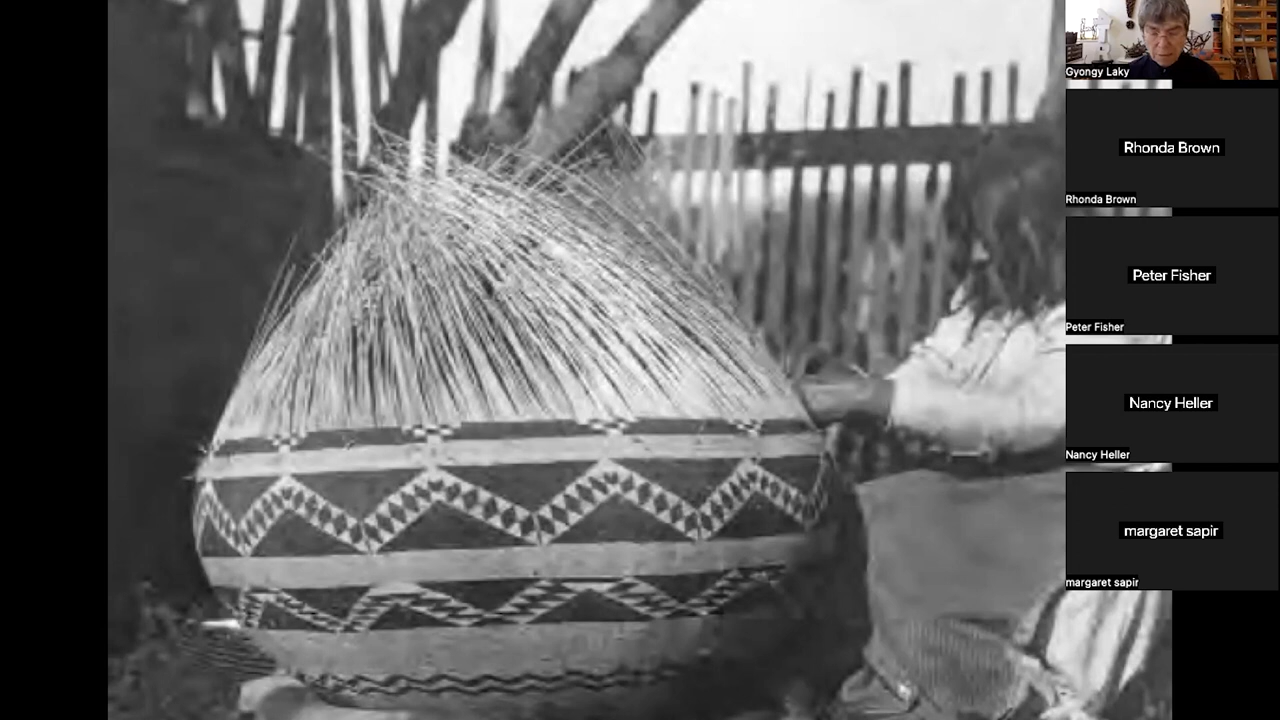 Gyongy Laky
Rhonda Brown
Rhonda Brown
Peter Fisher
Peter Fisher
Nancy Heller
Nancy Heller
margaret sapir
margaret sapir